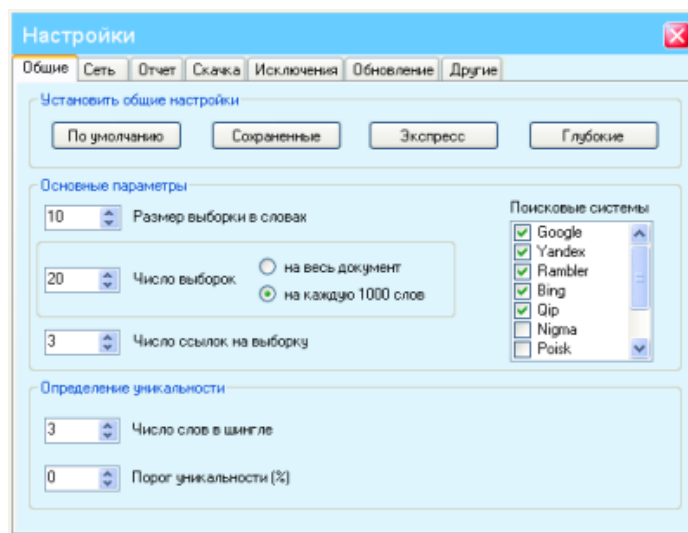 Настройки
Общие Сеть Отчет Скачка Исключения Обновление Другие
Установить общие настройки
По умолчанию Сохраненные Экспресс Глубокие
Основные параметры
10 Размер выборки в словах
Поисковые системы
Google
Yandex
Rambler
Bing
Qip
Nigma
Poisk
20 Число выборок
на весь документ
на каждую 1000 слов
3 Число ссылок на выборку
Определение уникальности
3 Число слов в шингле
0 Порог уникальности (%)